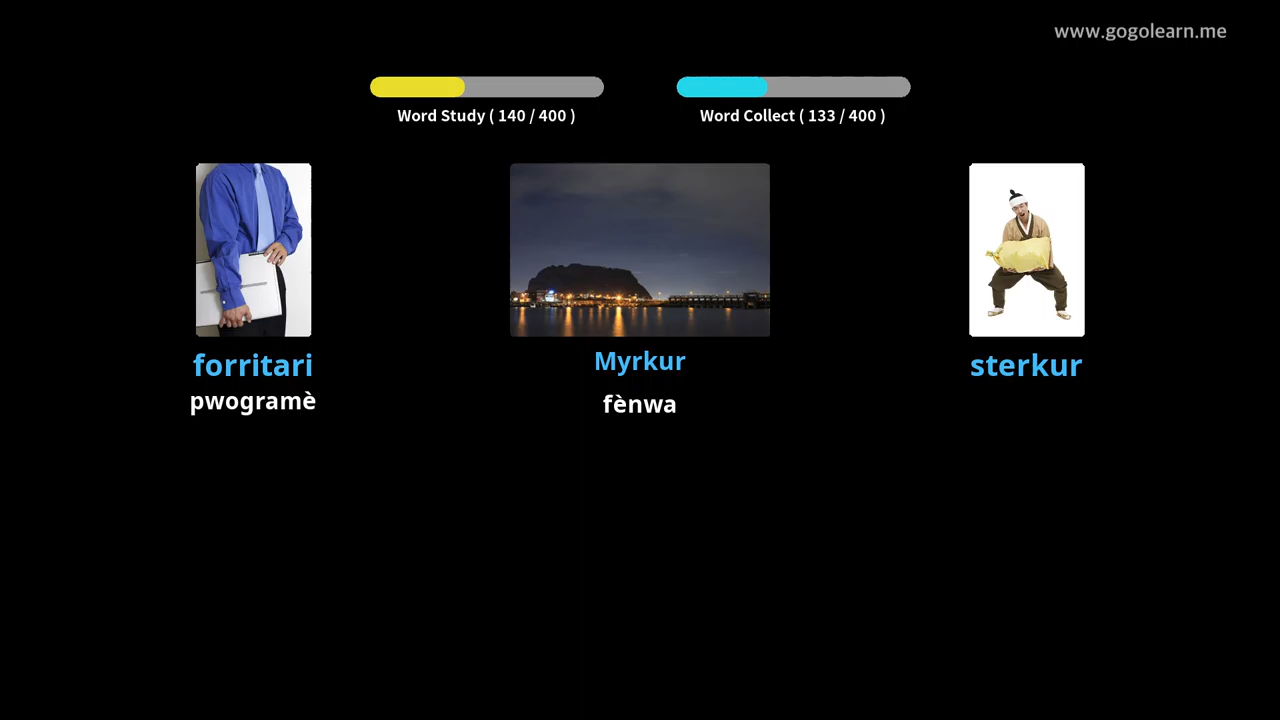 www.gogolearn.me
Word Study ( 140 / 400 )
Word Collect ( 133 / 400 )
forritari
pwogramè
Myrkur
fènwa
sterkur